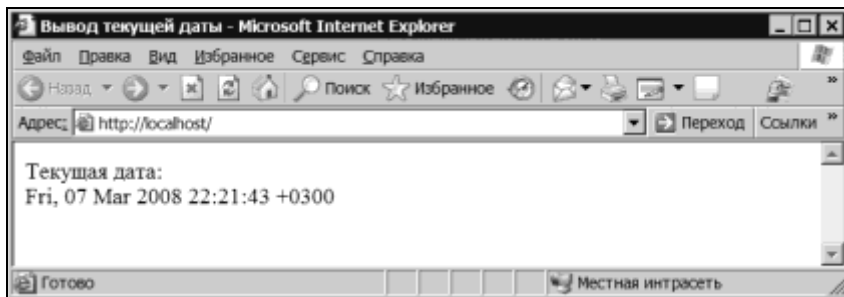 Вывод текущей даты - Microsoft Internet Explorer
Файл Правка Вид Избранное Сервис Справка
Назад Поиск Избранное »
Адрес: http://localhost/ Переход Ссылки »
Текущая дата:
Fri, 07 Mar 2008 22:21:43 +0300
Готово Местная интрасеть